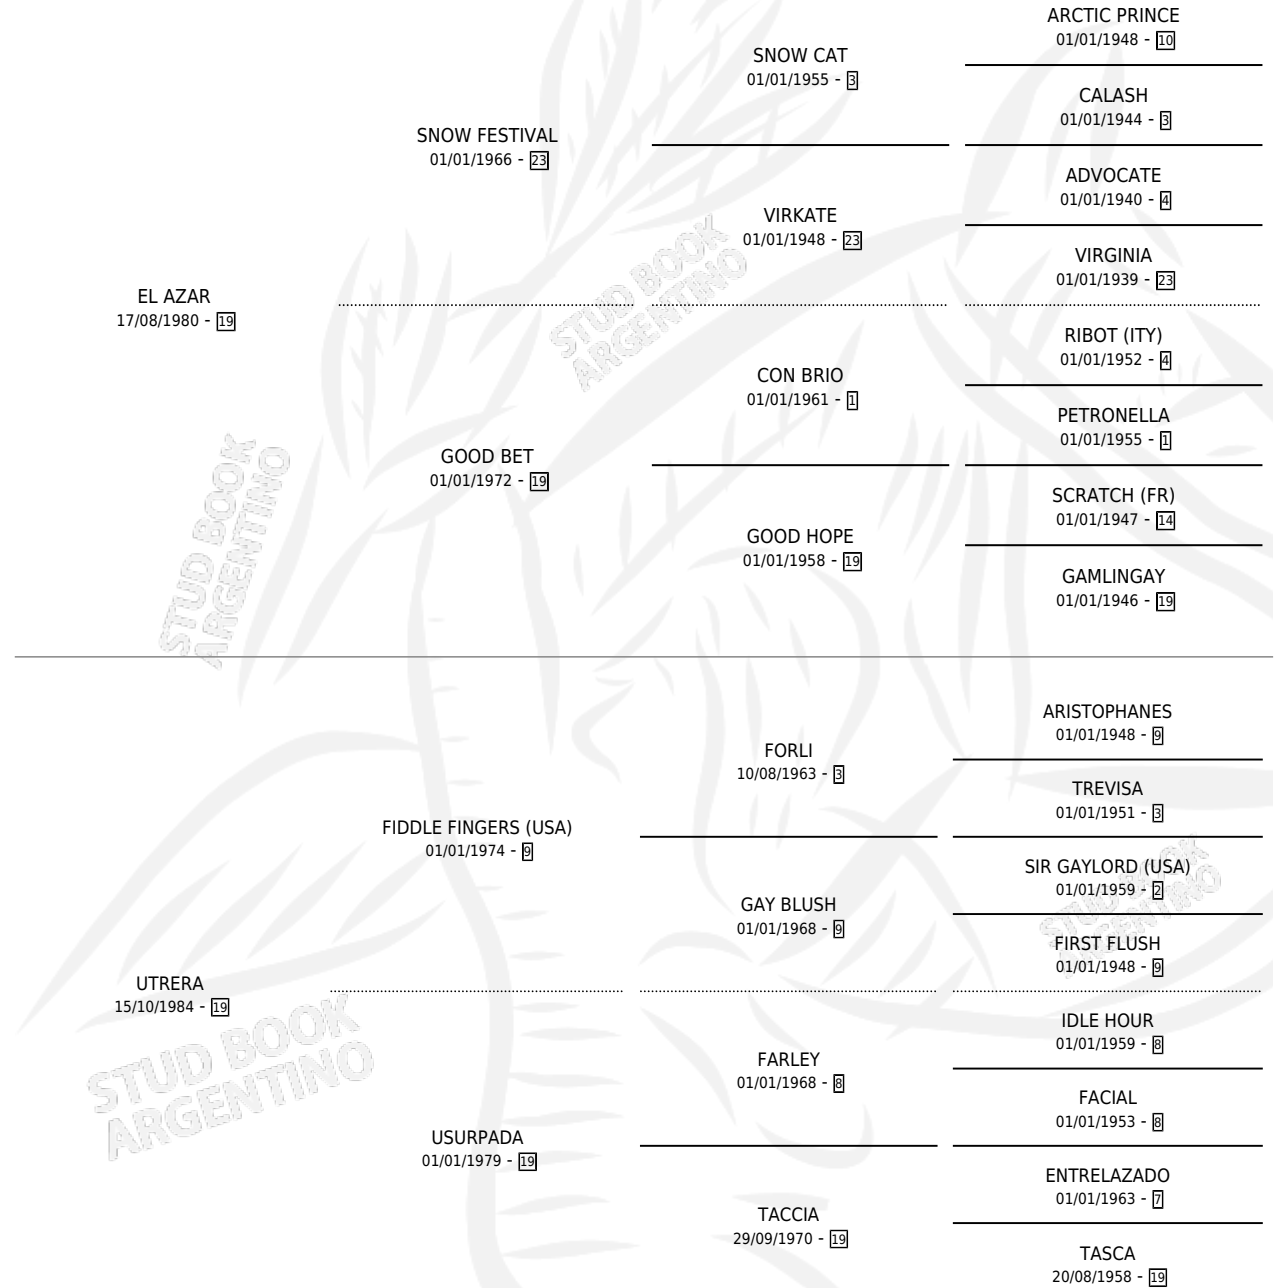 ARCTIC PRINCE
01/01/1948 - 10
SNOW CAT
01/01/1955 - 3
CALASH
01/01/1944 - 3
SNOW FESTIVAL
01/01/1966 - 23
ADVOCATE
01/01/1940 - 4
VIRKATE
01/01/1948 - 23
VIRGINIA
01/01/1939 - 23
EL AZAR
17/08/1980 - 19
RIBOT (ITY)
01/01/1952 - 4
CON BRIO
01/01/1961 - 1
PETRONELLA
01/01/1955 - 1
GOOD BET
01/01/1972 - 19
SCRATCH (FR)
01/01/1947 - 14
GOOD HOPE
01/01/1958 - 19
GAMLINGAY
01/01/1946 - 19
ARISTOPHANES
01/01/1948 - 9
FORLI
10/08/1963 - 3
TREVISA
01/01/1951 - 3
FIDDLE FINGERS (USA)
01/01/1974 - 9
SIR GAYLORD (USA)
01/01/1959 - 2
GAY BLUSH
01/01/1968 - 9
FIRST FLUSH
01/01/1948 - 9
UTRERA
15/10/1984 - 19
IDLE HOUR
01/01/1959 - 8
FARLEY
01/01/1968 - 8
FACIAL
01/01/1953 - 8
USURPADA
01/01/1979 - 19
ENTRELAZADO
01/01/1963 - 7
TACCIA
29/09/1970 - 19
TASCA
20/08/1958 - 19
STUD BOOK
ARGENTINO
STUD BOOK
ARGENTINO
STUD BOOK
ARGENTINO
STUD BOOK
ARGENTINO